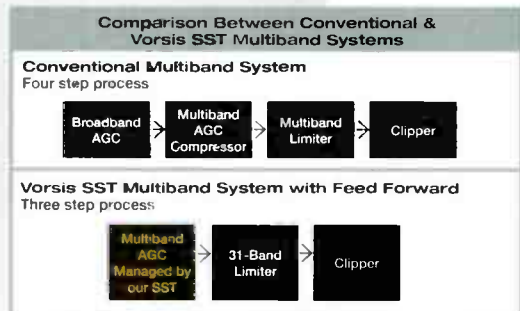 Comparison Between Conventional &
Vorsis SST Multiband Systems
Conventional Multiband System
Four step process
Broadband
AGC
Multiband
AGC
Compressor
Multiband
Limiter
Clipper
Vorsis SST Multiband System with Feed Forward
Three step process
Multiband
AGC
Managed by
our SST
31-Band
Limiter
Clipper